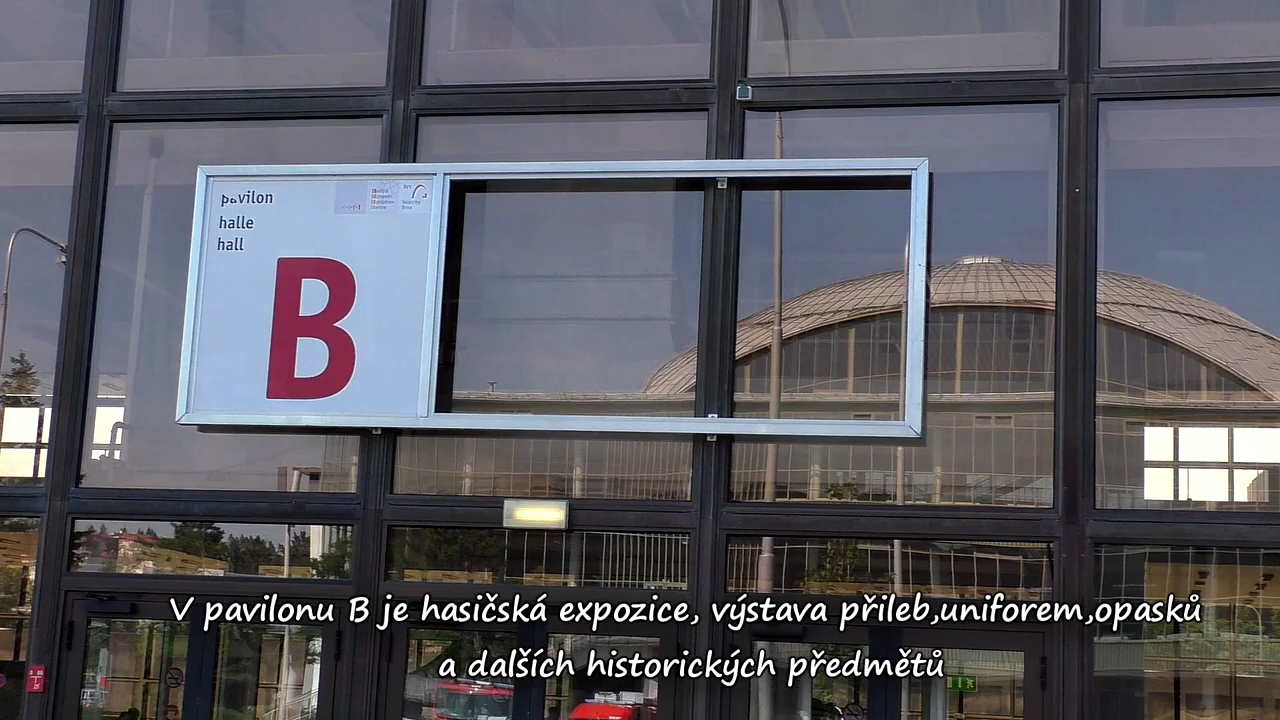 pavilon
halle
hall
B
V pavilonu B je hasičská expozice, výstava přileb,uniforem,opasků
a dalších historických předmětů